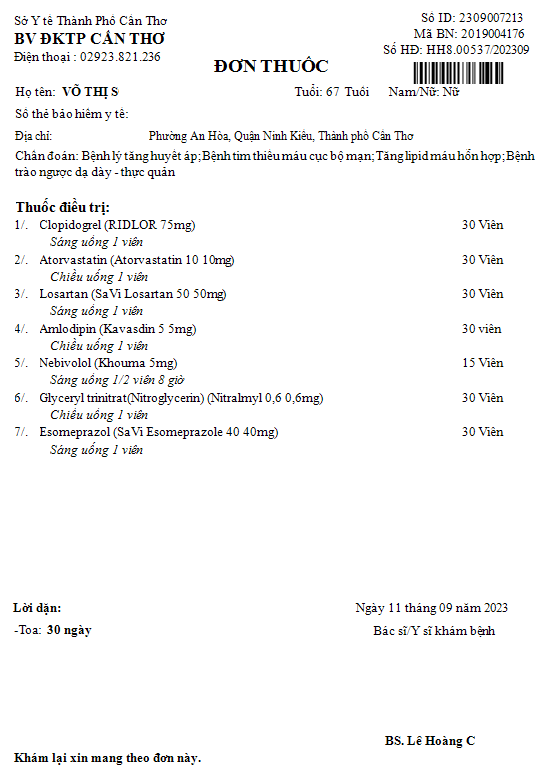 Sở Y tế Thành Phố Cần Thơ
BV ĐKTP CẦN THƠ
Điện thoại : 02923.821.236
Số ID: 2309007213
Mã BN: 2019004176
Số HĐ: HH8.00537/202309
ĐƠN THUỐC
Họ tên: VÕ THỊ S Tuổi: 67 Tuổi Nam/Nữ: Nữ
Số thẻ bảo hiểm y tế:
Địa chỉ: Phường An Hòa, Quận Ninh Kiều, Thành phố Cần Thơ
Chẩn đoán: Bệnh lý tăng huyết áp; Bệnh tim thiếu máu cục bộ mạn; Tăng lipid máu hỗn hợp; Bệnh
trào ngược dạ dày - thực quản
Thuốc điều trị:
1/. Clopidogrel (RIDLOR 75mg) 30 Viên
Sáng uống 1 viên
2/. Atorvastatin (Atorvastatin 10 10mg) 30 Viên
Chiều uống 1 viên
3/. Losartan (SaVi Losartan 50 50mg) 30 Viên
Sáng uống 1 viên
4/. Amlodipin (Kavasdin 5 5mg) 30 viên
Chiều uống 1 viên
5/. Nebivolol (Khouma 5mg) 15 Viên
Sáng uống 1/2 viên 8 giờ
6/. Glyceryl trinitrat(Nitroglycerin) (Nitralmyl 0,6 0,6mg) 30 Viên
Chiều uống 1 viên
7/. Esomeprazol (SaVi Esomeprazole 40 40mg) 30 Viên
Sáng uống 1 viên
Lời dặn:
-Toa: 30 ngày
Ngày 11 tháng 09 năm 2023
Bác sĩ/Y sĩ khám bệnh
BS. Lê Hoàng C
Khám lại xin mang theo đơn này.